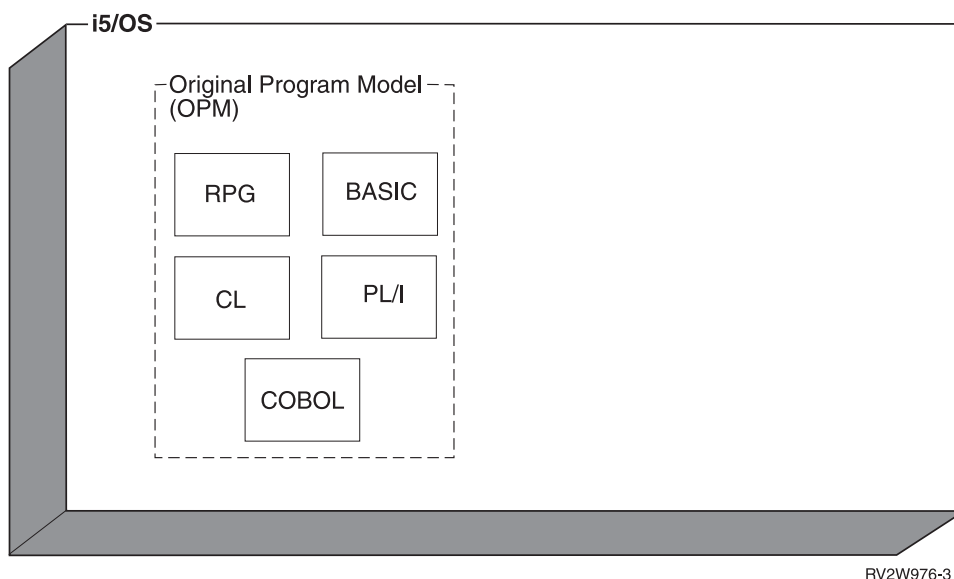 i5/OS
Original Program Model
(OPM)
RPG
BASIC
CL
PL/I
COBOL
RV2W976-3